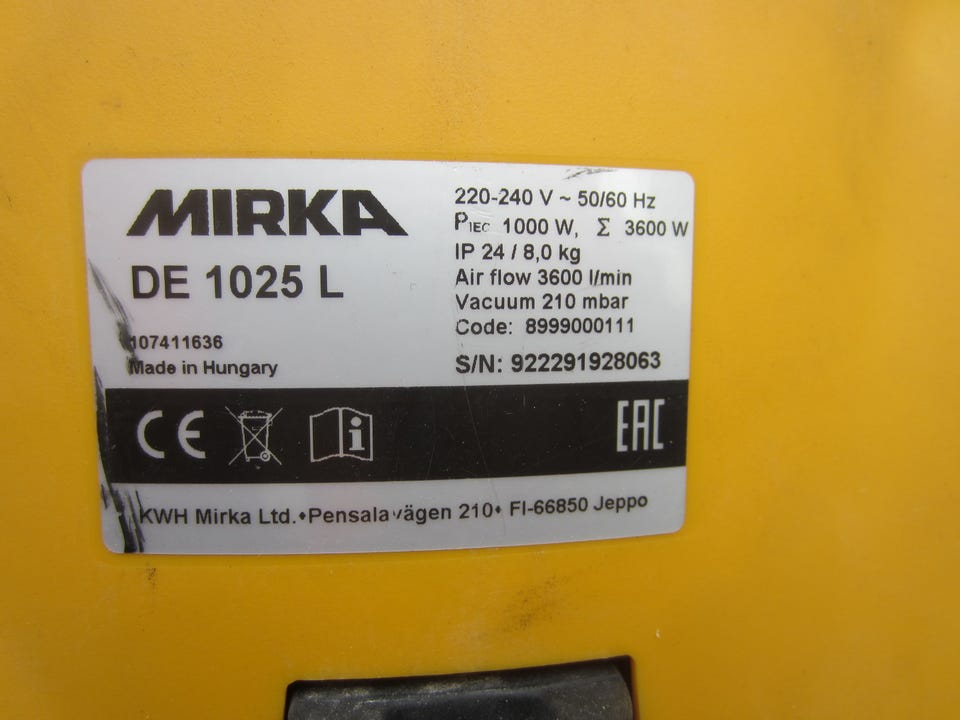 MIRKA
DE 1025 L
107411636
Made in Hungary
220-240 V ~ 50/60 Hz
PIEC 1000 W, Σ 3600 W
IP 24 / 8,0 kg
Air flow 3600 l/min
Vacuum 210 mbar
Code: 8999000111
S/N: 922291928063
CE
i
EAC
KWH Mirka Ltd.•Pensalavägen 210• FI-66850 Jeppo